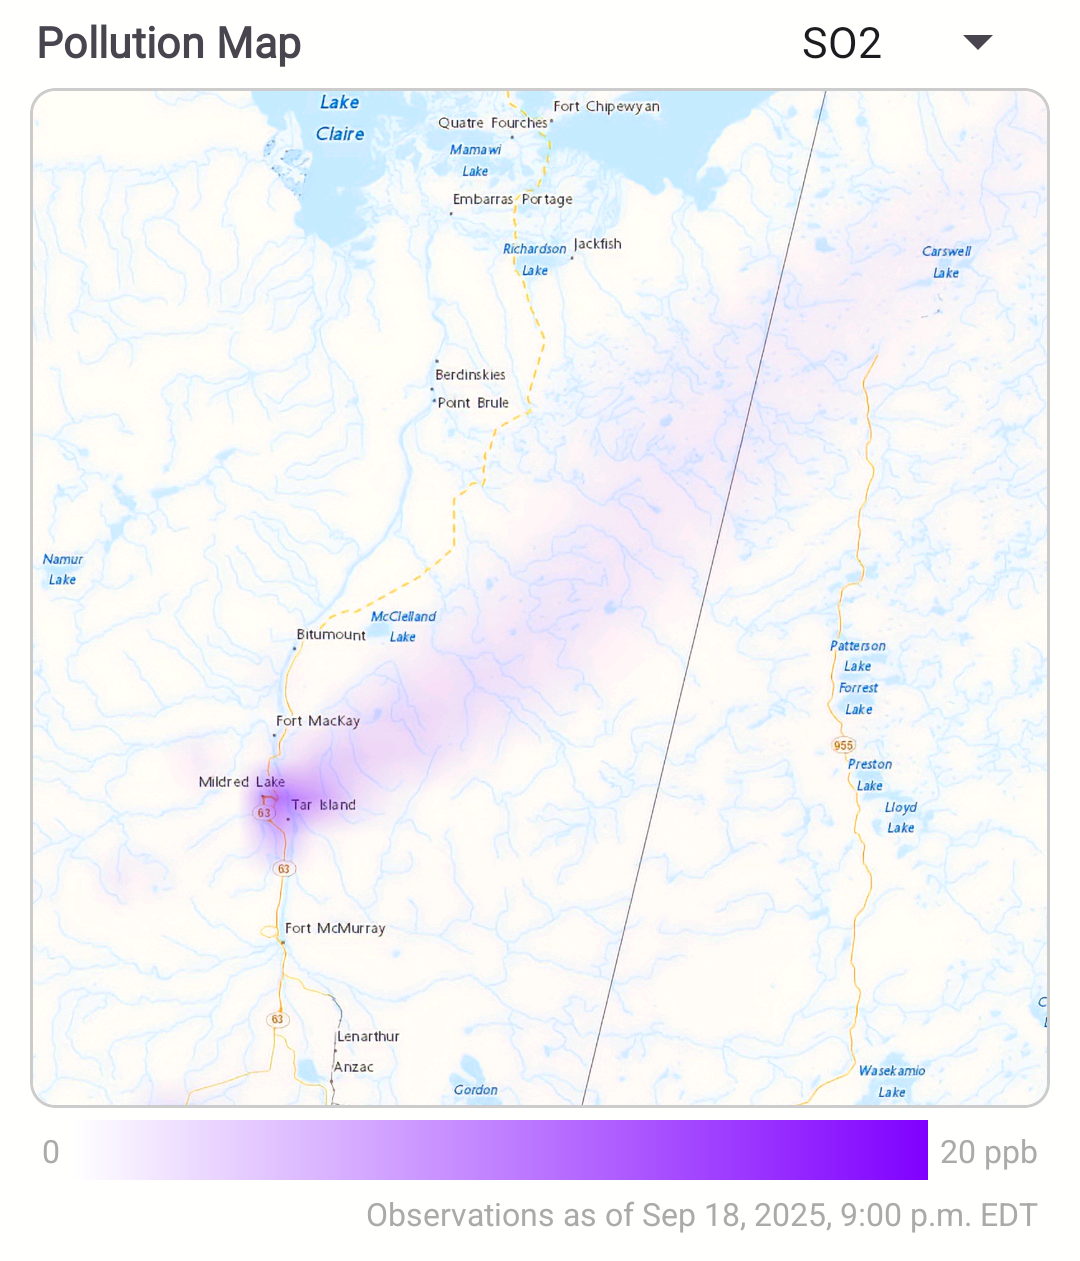 Pollution Map
SO2
Lake
Claire
Fort Chipewyan
Quatre Fourches
Mamawi
Lake
Embarras Portage
Richardson
Lake
Jackfish
Carswell
Lake
Berdinskies
Point Brule
Namur
Lake
McClelland
Lake
Bitumount
Patterson
Lake
Forrest
Lake
Fort MacKay
955
Preston
Lake
Mildred Lake
Tar Island
63
Lloyd
Lake
63
Fort McMurray
63
Lenarthur
Anzac
Gordon
Wasekamio
Lake
0
20 ppb
Observations as of Sep 18, 2025, 9:00 p.m. EDT